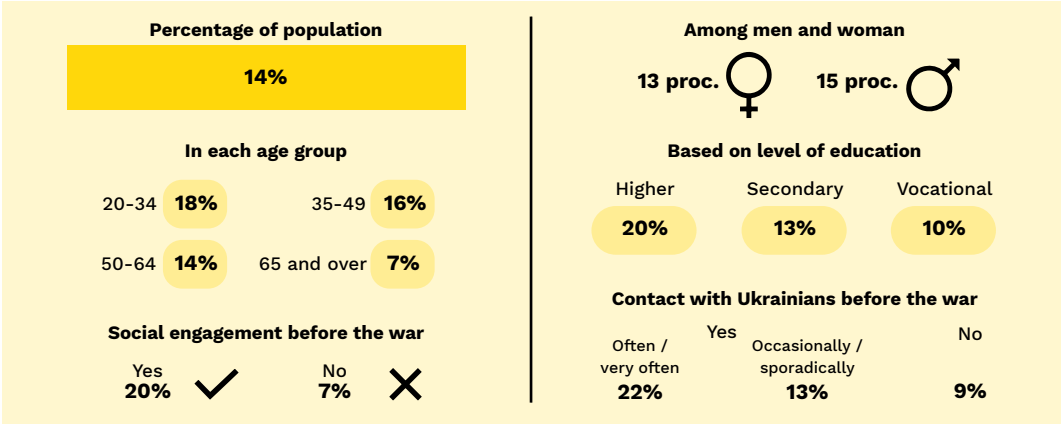 Percentage of population
14%
In each age group
20-34 18% 35-49 16%
50-64 14% 65 and over 7%
Social engagement before the war
Yes No
20% 7%
Among men and woman
13 proc. 15 proc.
Based on level of education
Higher Secondary Vocational
20% 13% 10%
Contact with Ukrainians before the war
Yes No
Often / Occasionally /
very often sporadically
22% 13% 9%